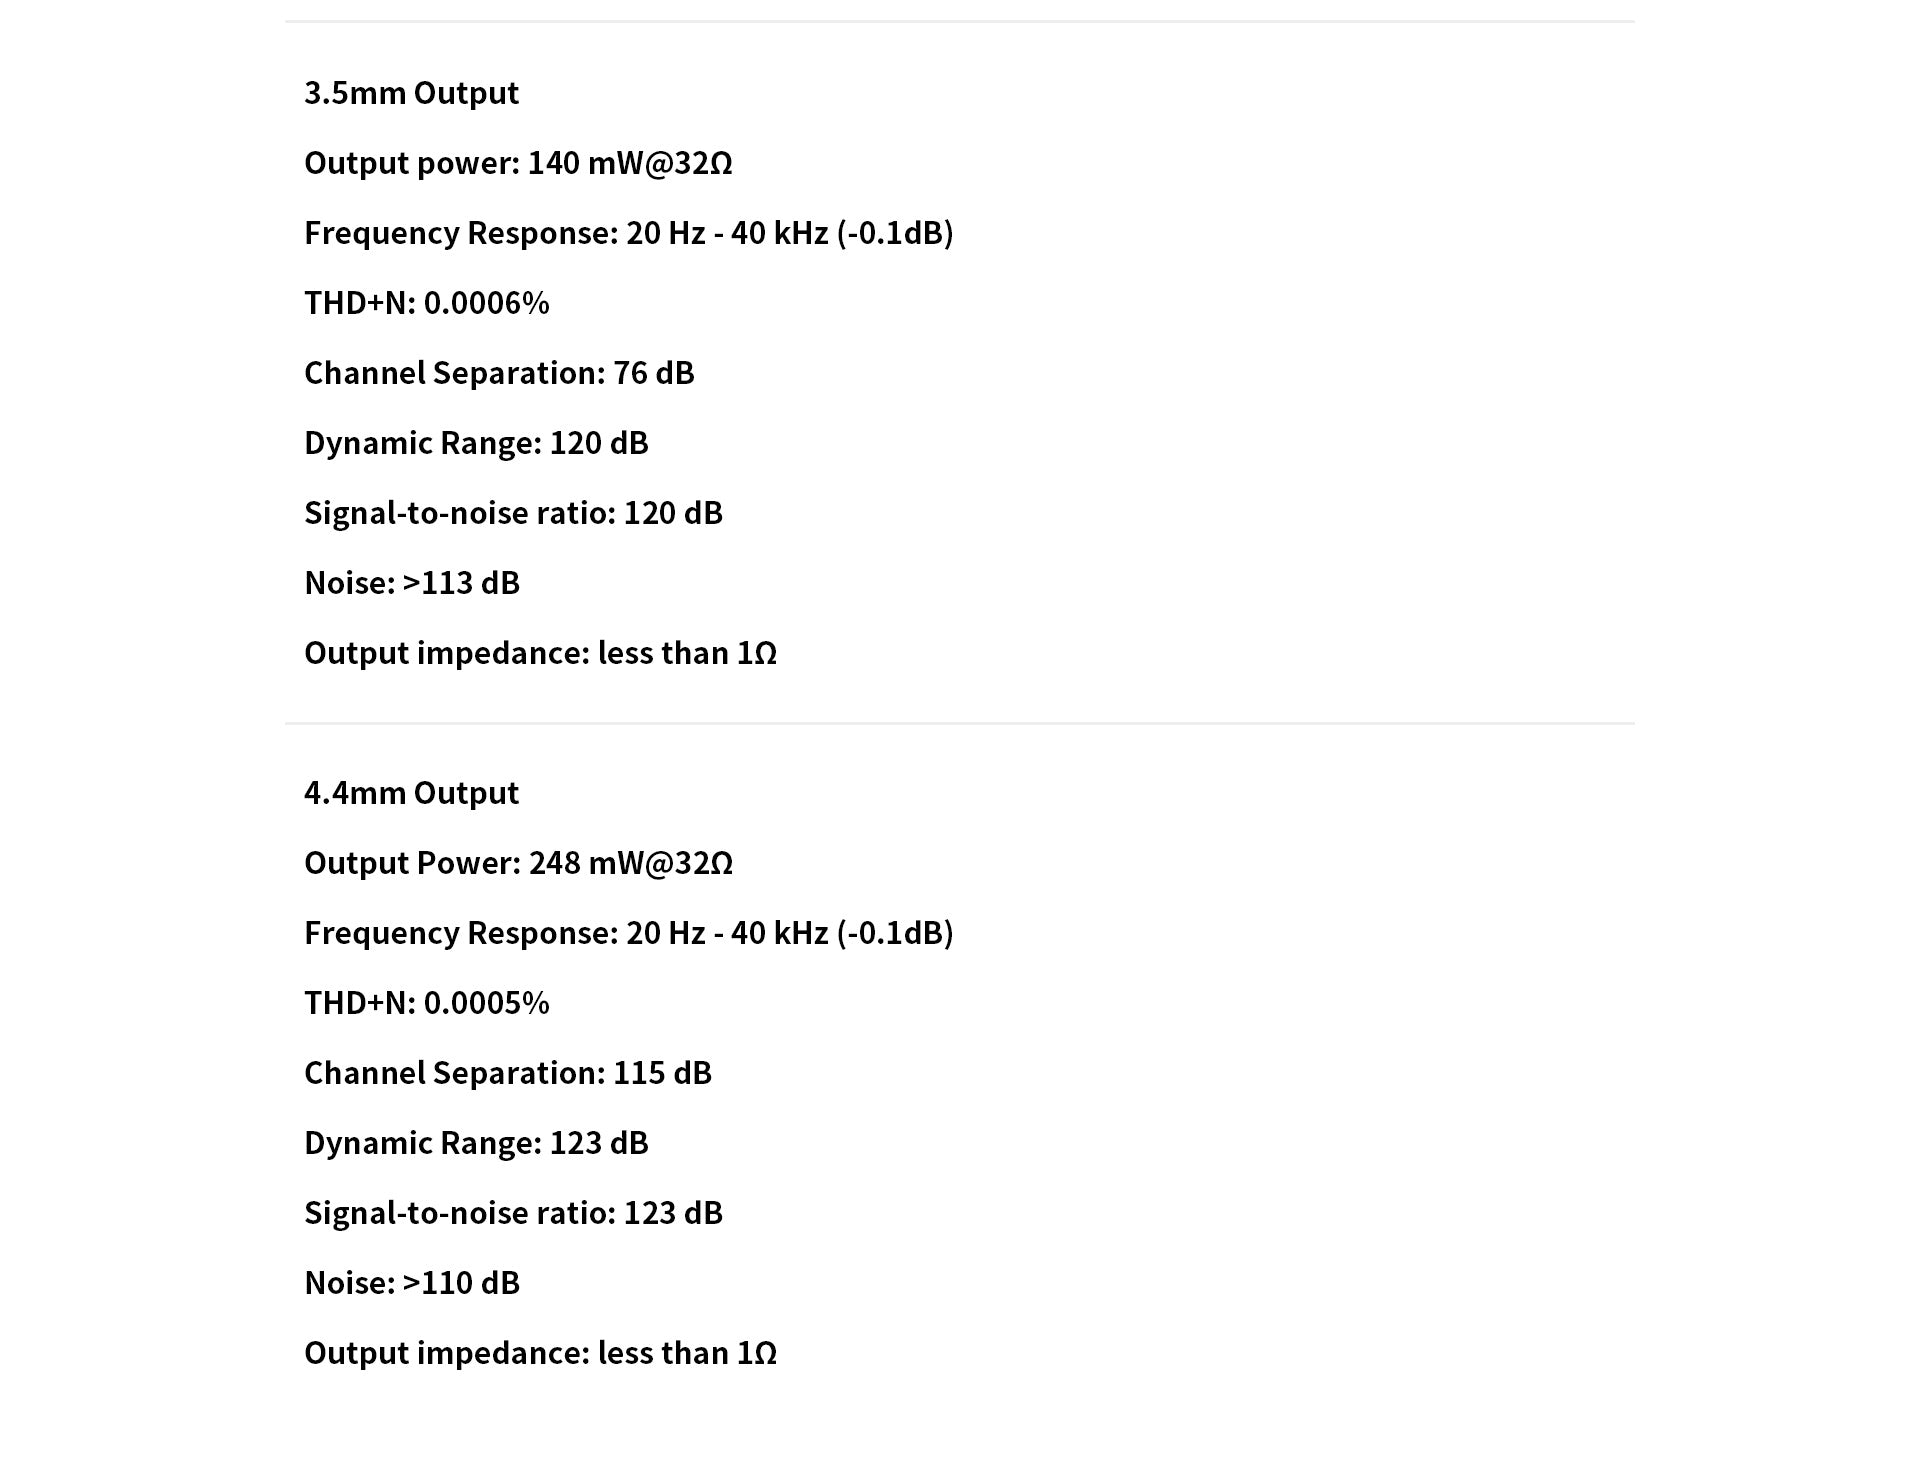 3.5mm Output
Output power: 140 mW@32Ω
Frequency Response: 20 Hz - 40 kHz (-0.1dB)
THD+N: 0.0006%
Channel Separation: 76 dB
Dynamic Range: 120 dB
Signal-to-noise ratio: 120 dB
Noise: >113 dB
Output impedance: less than 1Ω
4.4mm Output
Output Power: 248 mW@32Ω
Frequency Response: 20 Hz - 40 kHz (-0.1dB)
THD+N: 0.0005%
Channel Separation: 115 dB
Dynamic Range: 123 dB
Signal-to-noise ratio: 123 dB
Noise: >110 dB
Output impedance: less than 1Ω